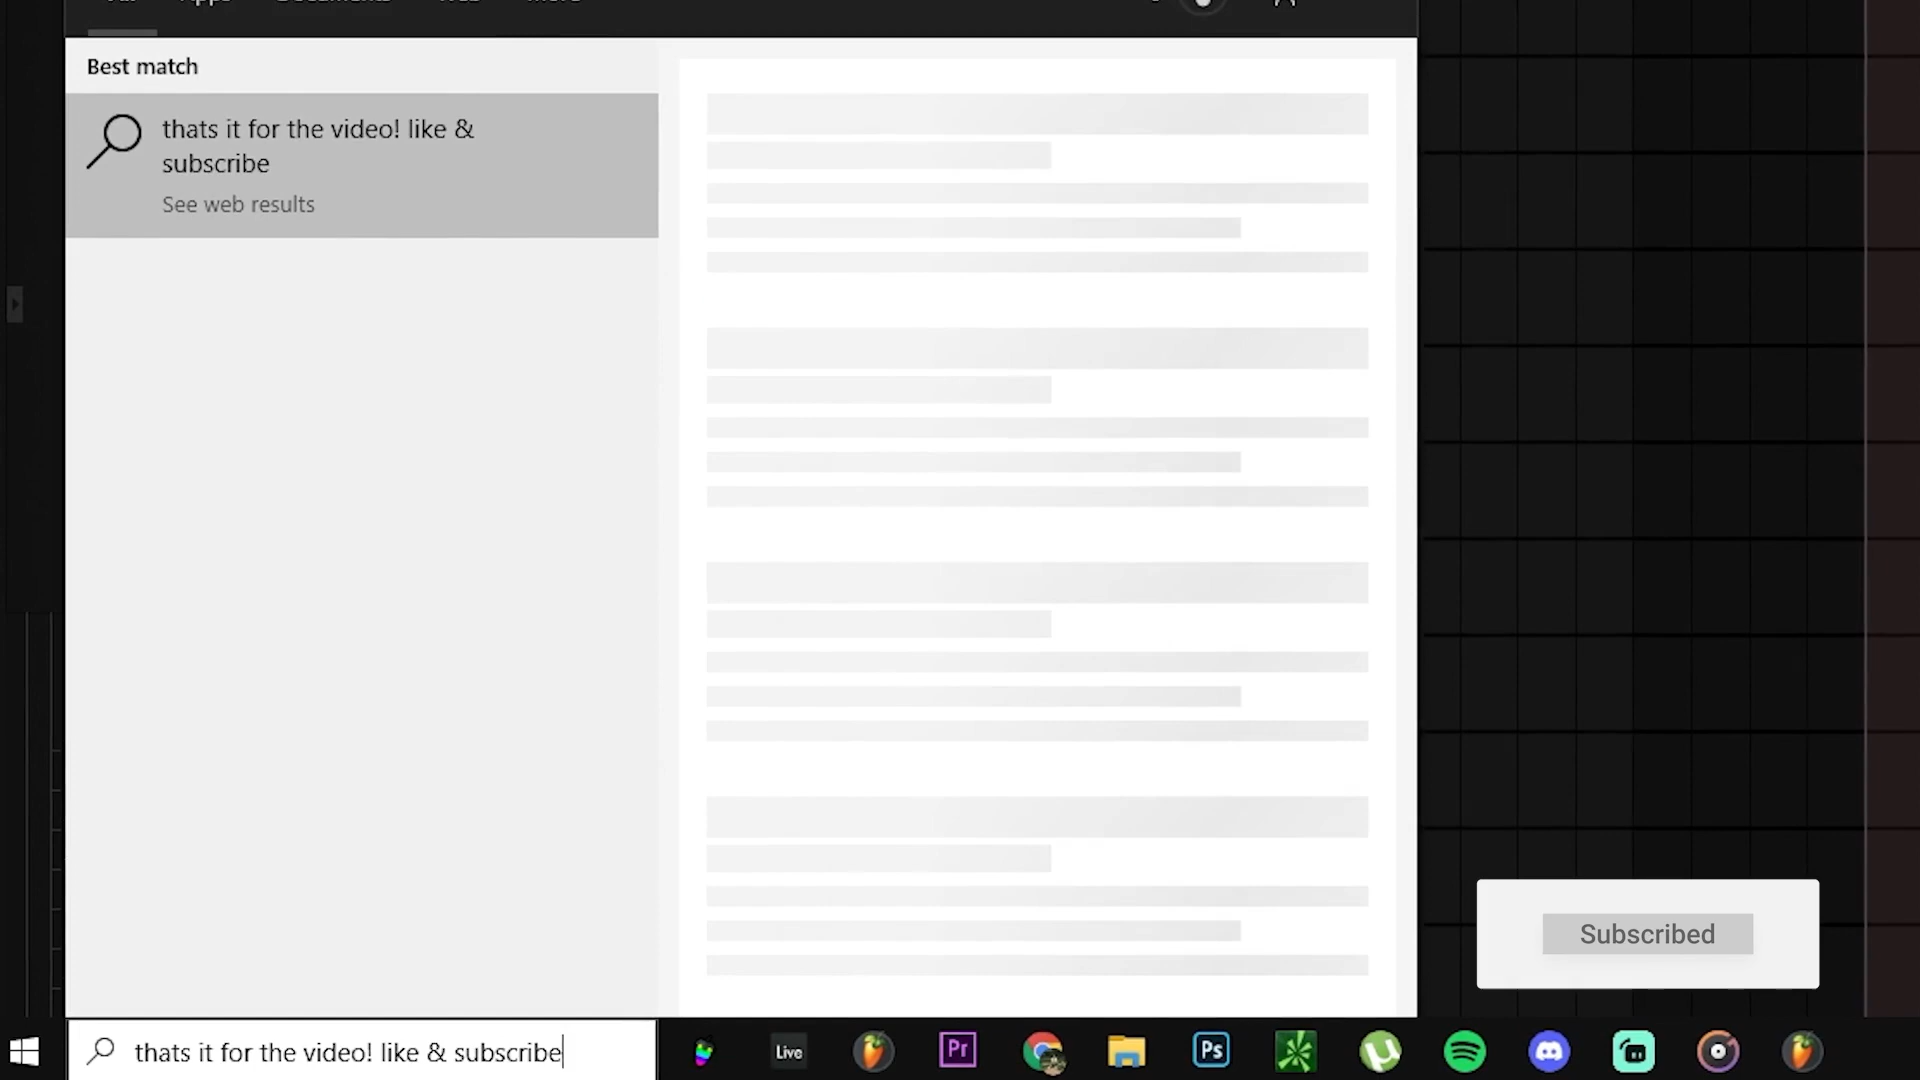 Best match
thats it for the video! like &
subscribe
See web results
Subscribed
thats it for the video! like & subscribe
Live
Pr
Ps